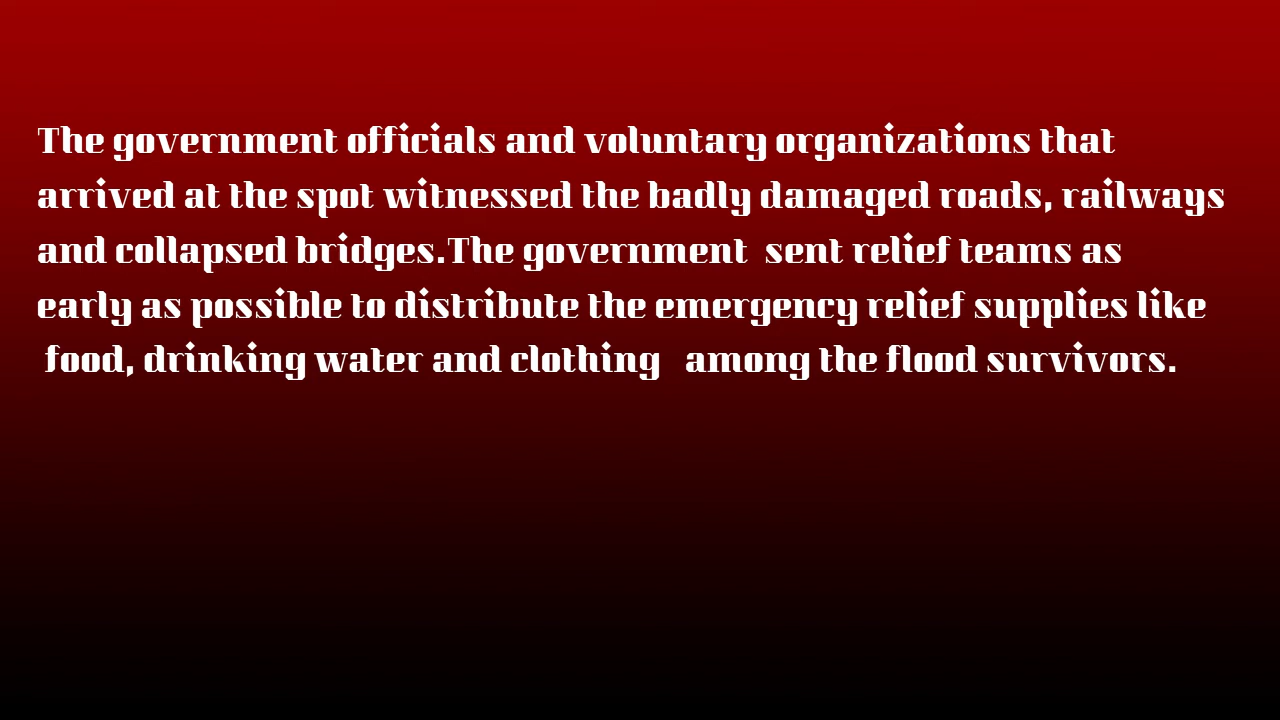 The government officials and voluntary organizations that
arrived at the spot witnessed the badly damaged roads, railways
and collapsed bridges.The government  sent relief teams as
early as possible to distribute the emergency relief supplies like
food, drinking water and clothing   among the flood survivors.